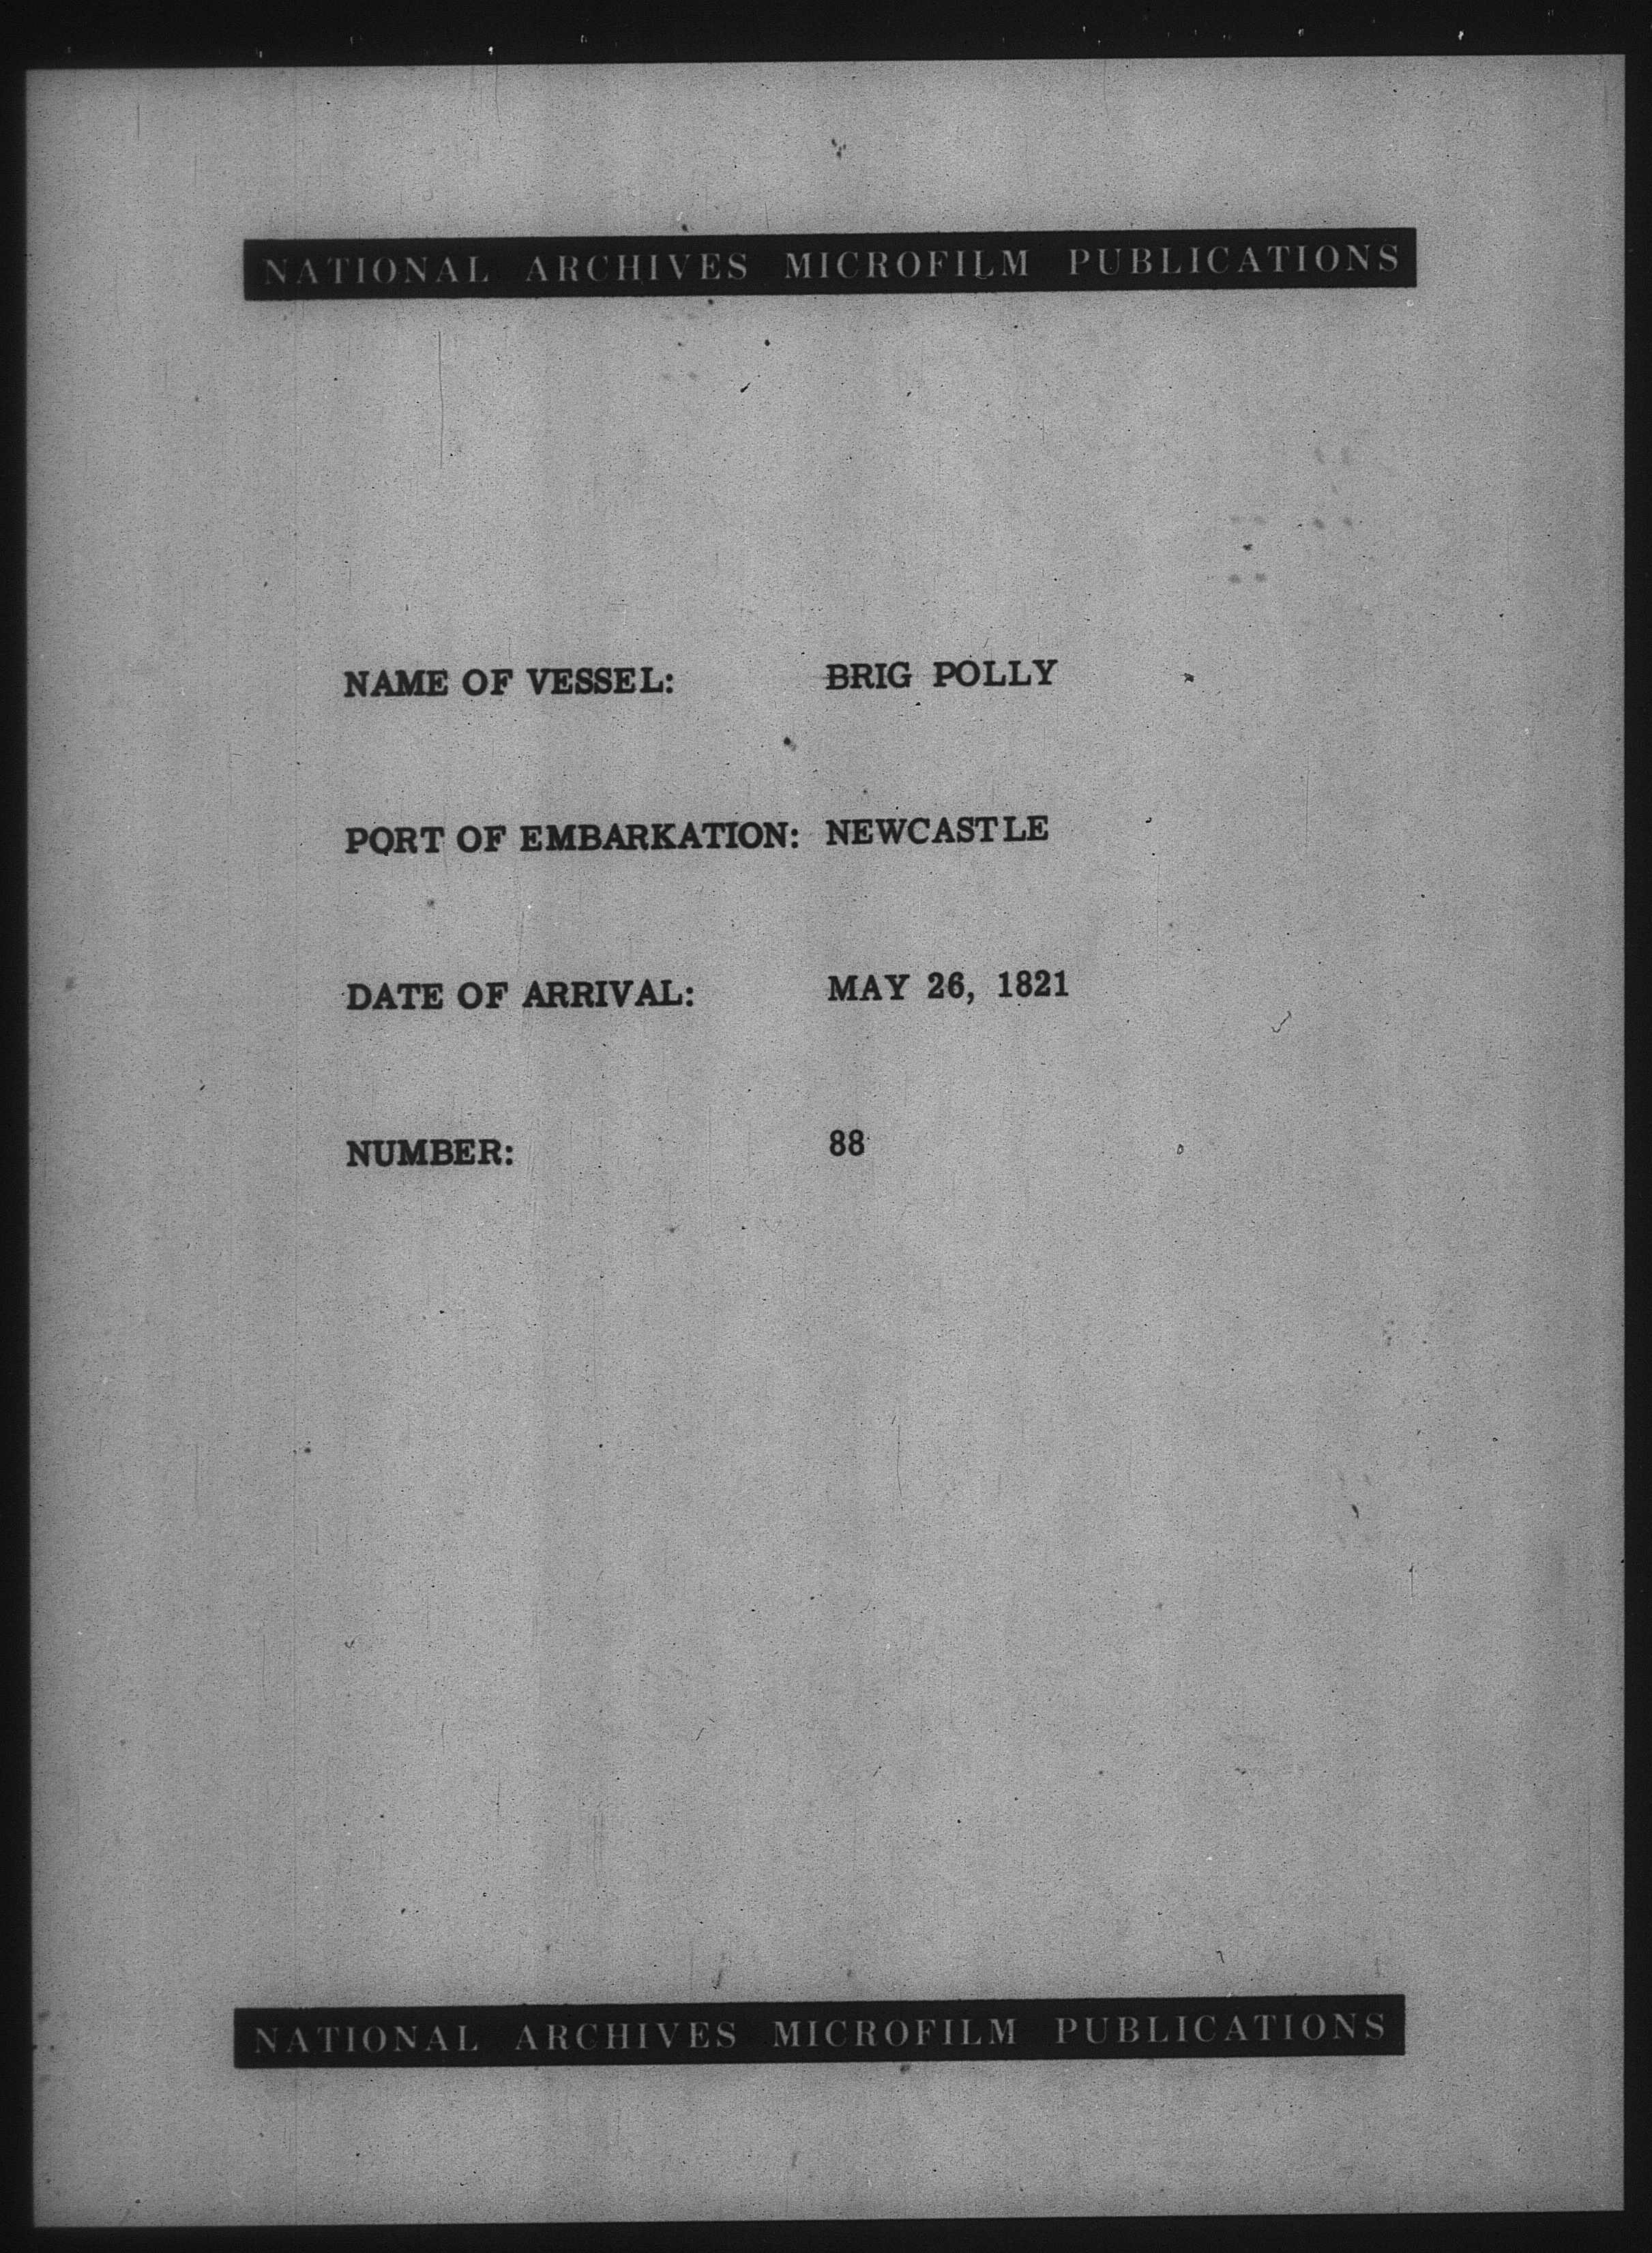 NATIONAL ARCHIVES MICROFILM PUBLICATIONS
NAME OF VESSEL: BRIG POLLY
PORT OF EMBARKATION: NEWCASTLE
DATE OF ARRIVAL: MAY 26, 1821
NUMBER: 88
NATIONAL ARCHIVES MICROFILM PUBLICATIONS